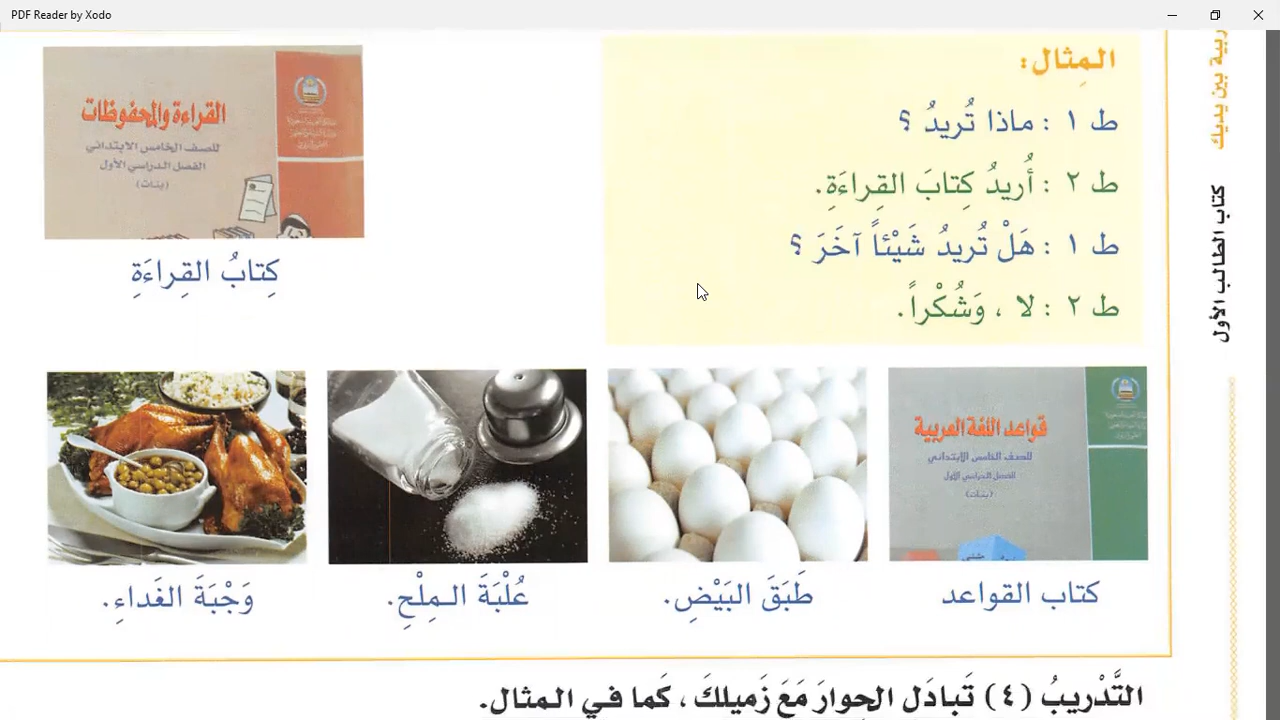 PDF Reader by Xodo
المِثال:
ط ١ : ماذا تُريدُ ؟
ط ٢ : أُريدُ كِتابَ القِراءَةِ.
ط ١ : هَلْ تُريدُ شَيْئاً آخَرَ ؟
ط ٢ : لا ، وَشُكْراً.
القراءة والمحفوظات
للصف الخامس الابتدائي
الفصل الدراسي الأول
(بنات)
كِتابُ القِراءَةِ
قواعد اللغة العربية
للصف الخامس الابتدائي
الفصل الدراسي الأول
(بنات)
كتاب القواعد
طَبَقَ البَيْضِ.
عُلْبَةَ الـمِلْحِ.
وَجْبَةَ الغَداءِ.
التَّدْريبُ (٤) تَبادَلِ الحِوارَ مَعَ زَميلِكَ ، كَما في المثال.
بين يديك
كتاب الطالب الأول